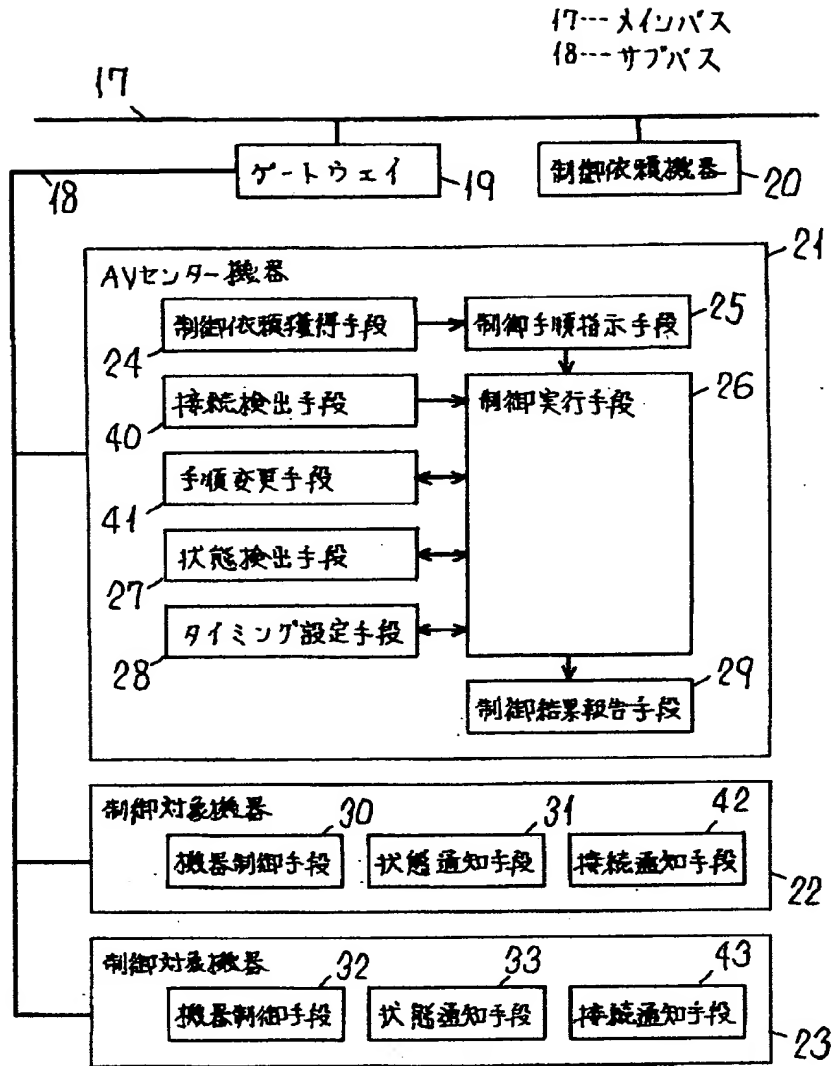 17---メインバス
18---サブバス
17
ゲートウェイ
19
制御依頼機器
20
18
21
AVセンター機器
制御依頼獲得手段
24
制御手順指示手段
25
接続検出手段
40
制御実行手段
26
手順変更手段
41
状態検出手段
27
タイミング設定手段
28
制御結果報告手段
29
制御対象機器
30
31
42
機器制御手段
状態通知手段
接続通知手段
22
制御対象機器
32
33
43
機器制御手段
状態通知手段
接続通知手段
23